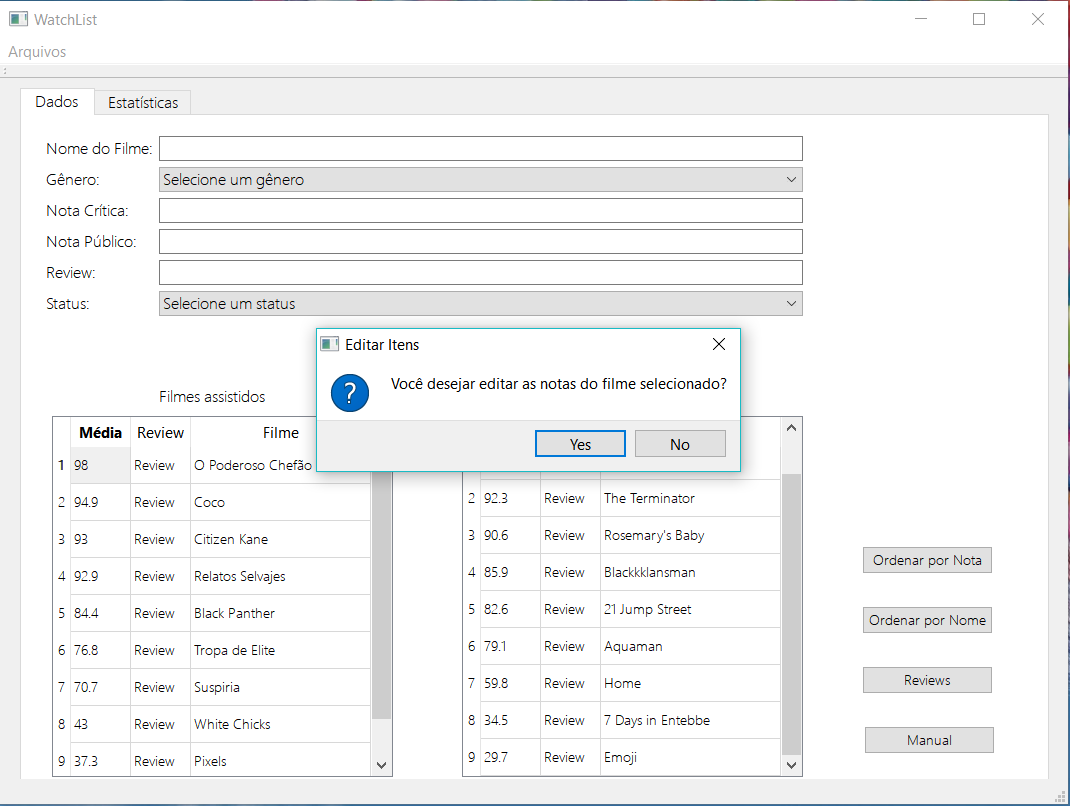 WatchList
Arquivos
Dados Estatísticas
Nome do Filme:
Gênero: Selecione um gênero
Nota Crítica:
Nota Público:
Review:
Status: Selecione um status
Editar Itens
Você desejar editar as notas do filme selecionado?
Yes No
Filmes assistidos
Média Review Filme
1 98 Review O Poderoso Chefão
2 94.9 Review Coco
3 93 Review Citizen Kane
4 92.9 Review Relatos Selvajes
5 84.4 Review Black Panther
6 76.8 Review Tropa de Elite
7 70.7 Review Suspiria
8 43 Review White Chicks
9 37.3 Review Pixels
2 92.3 Review The Terminator
3 90.6 Review Rosemary's Baby
4 85.9 Review Blackkklansman
5 82.6 Review 21 Jump Street
6 79.1 Review Aquaman
7 59.8 Review Home
8 34.5 Review 7 Days in Entebbe
9 29.7 Review Emoji
Ordenar por Nota
Ordenar por Nome
Reviews
Manual